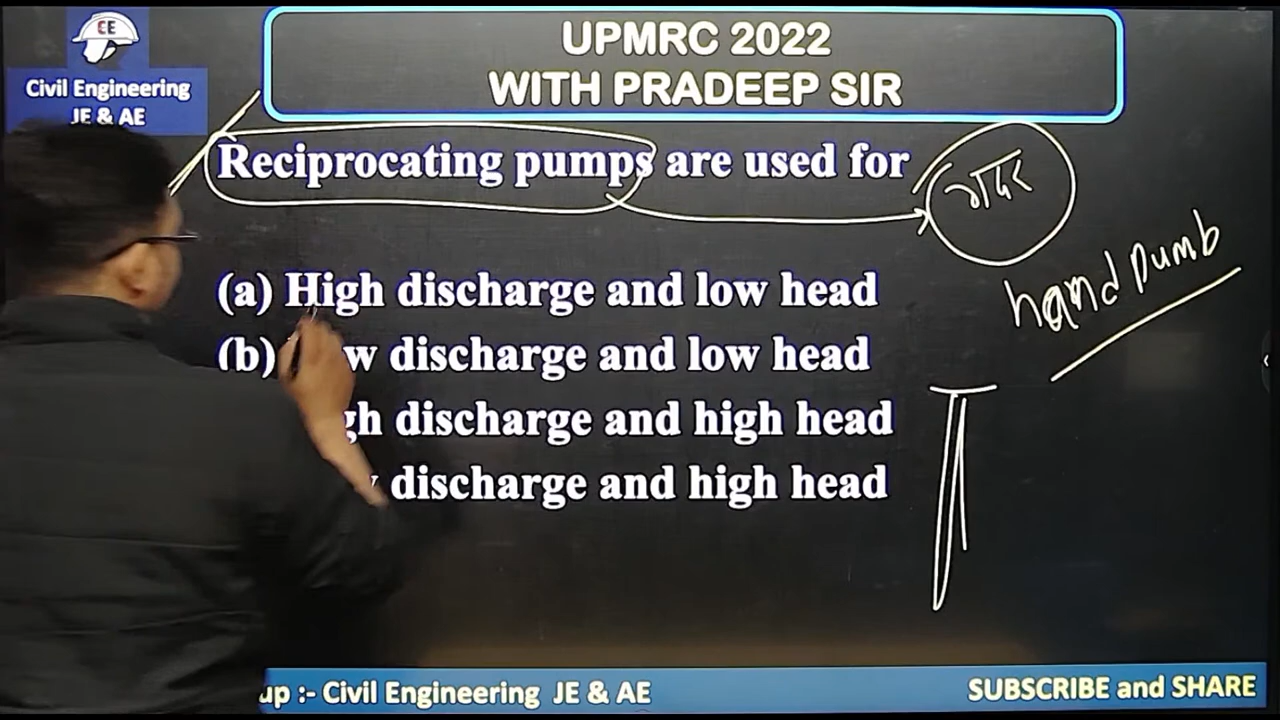 CE
Civil Engineering
JE & AE
UPMRC 2022
WITH PRADEEP SIR
Reciprocating pumps are used for
hand pumb
(a) High discharge and low head
(b) discharge and low head
discharge and high head
discharge and high head
up :- Civil Engineering JE & AE
SUBSCRIBE and SHARE